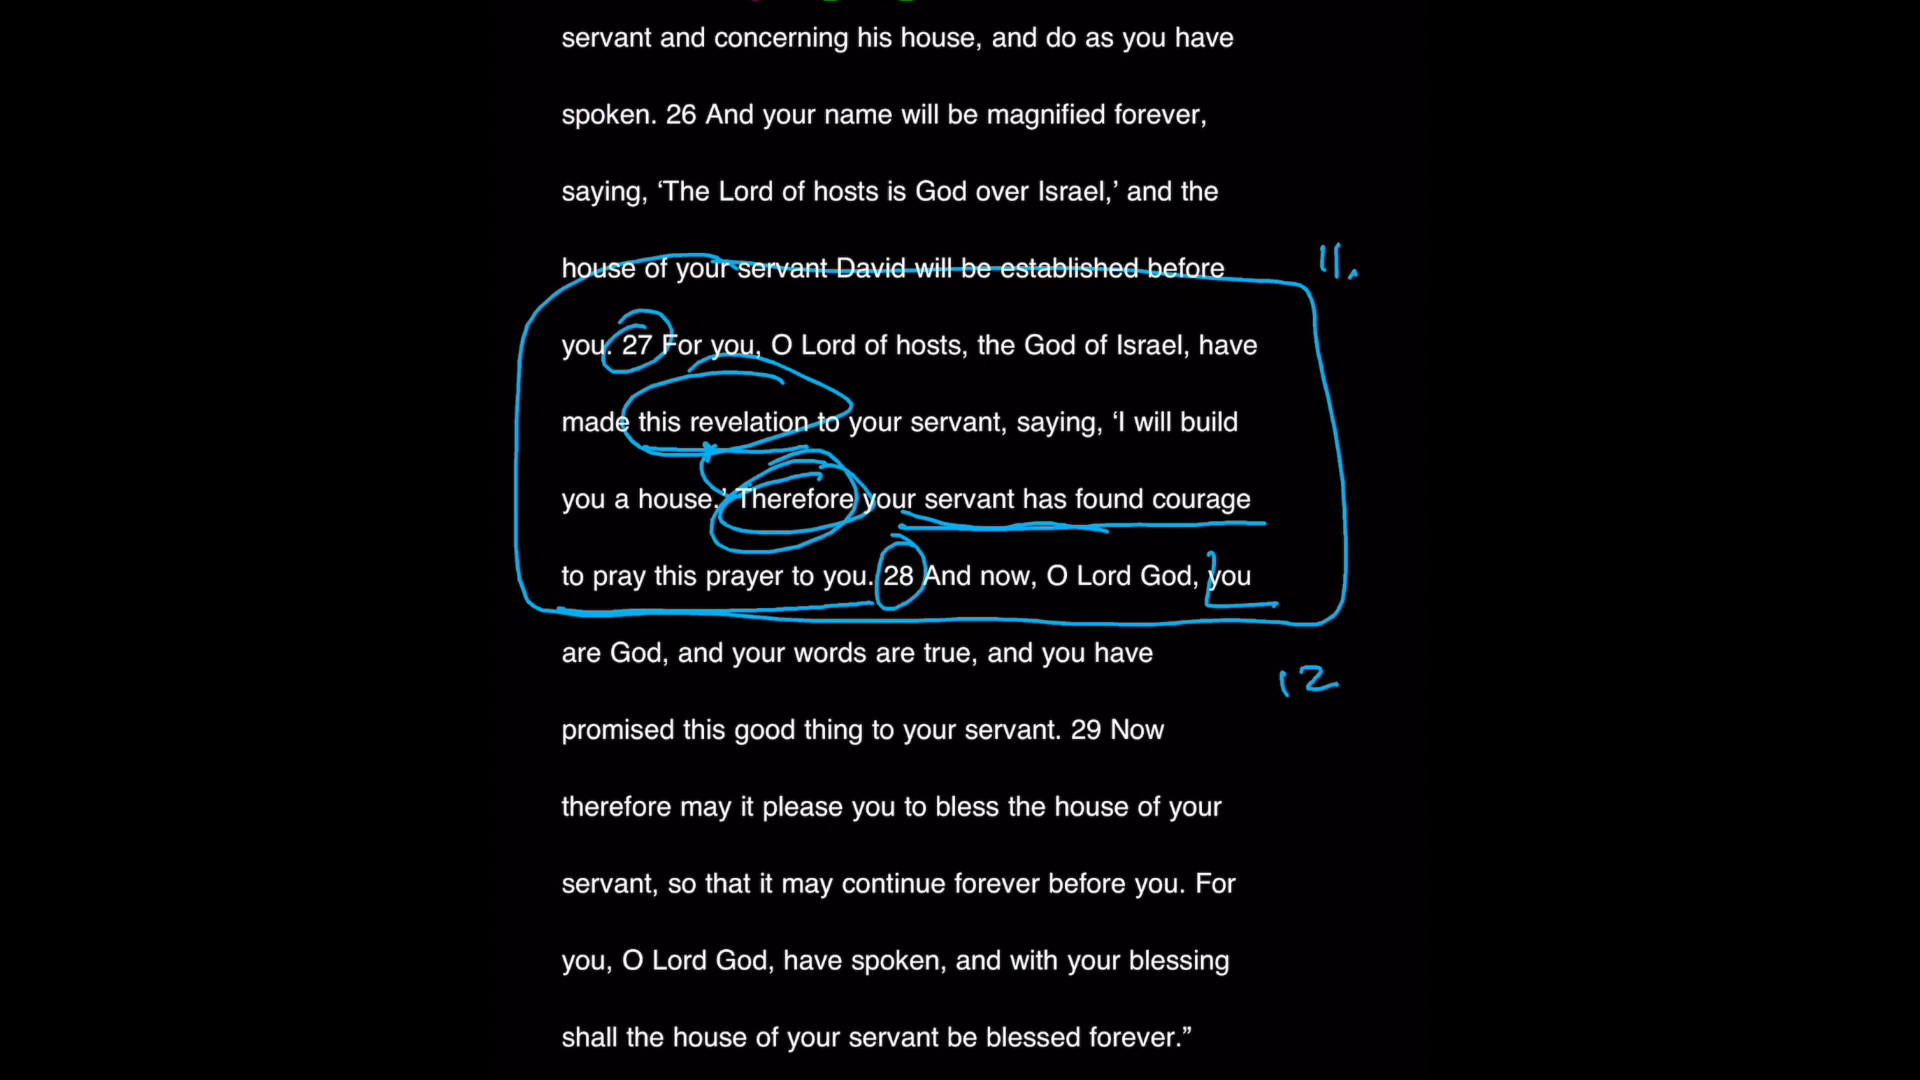 servant and concerning his house, and do as you have
spoken. 26 And your name will be magnified forever,
saying, ‘The Lord of hosts is God over Israel,’ and the
house of your servant David will be established before
11.
you. 27 For you, O Lord of hosts, the God of Israel, have
made this revelation to your servant, saying, ‘I will build
you a house.’ Therefore your servant has found courage
to pray this prayer to you. 28 And now, O Lord God, you
are God, and your words are true, and you have
12
promised this good thing to your servant. 29 Now
therefore may it please you to bless the house of your
servant, so that it may continue forever before you. For
you, O Lord God, have spoken, and with your blessing
shall the house of your servant be blessed forever.”